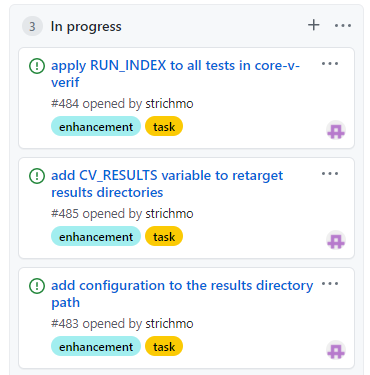 3 In progress
apply RUN_INDEX to all tests in core-v-
verif
#484 opened by strichmo
enhancement task
add CV_RESULTS variable to retarget
results directories
#485 opened by strichmo
enhancement task
add configuration to the results directory
path
#483 opened by strichmo
enhancement task